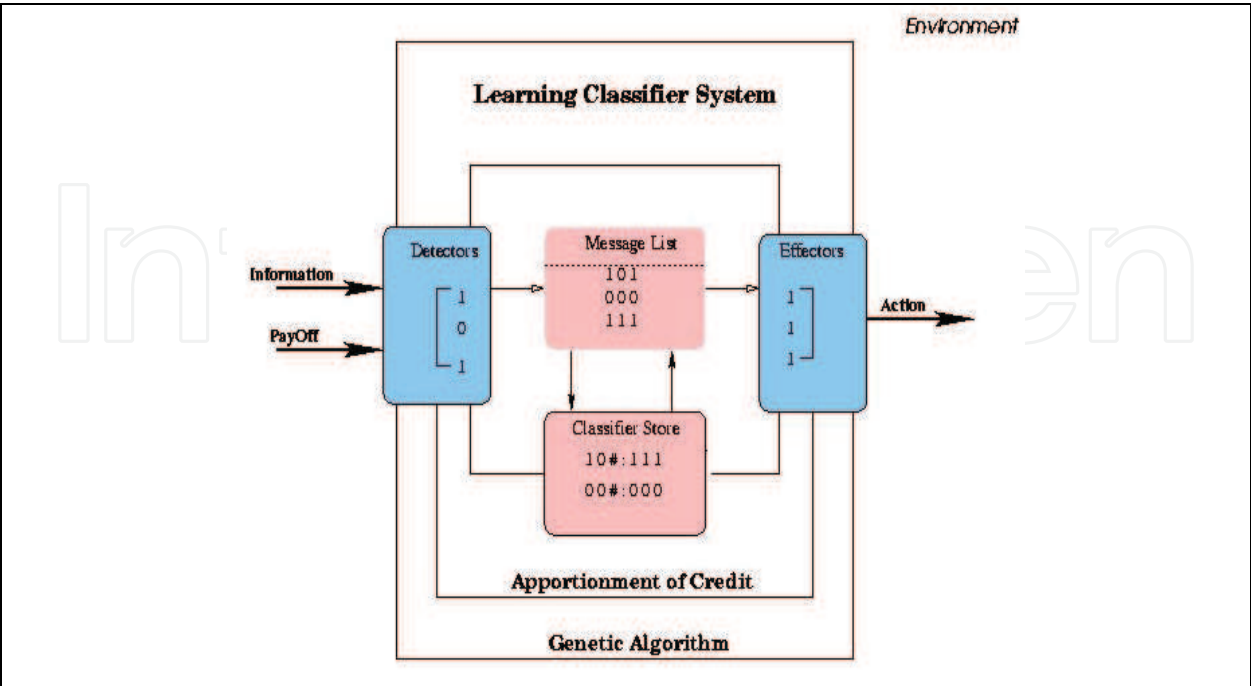 Environment
Learning Classifier System
Detectors
1
0
1
Information
PayOff
Message List
101
000
111
Effectors
1
1
1
Action
Classifier Store
10#:111
00#:000
Apportionment of Credit
Genetic Algorithm